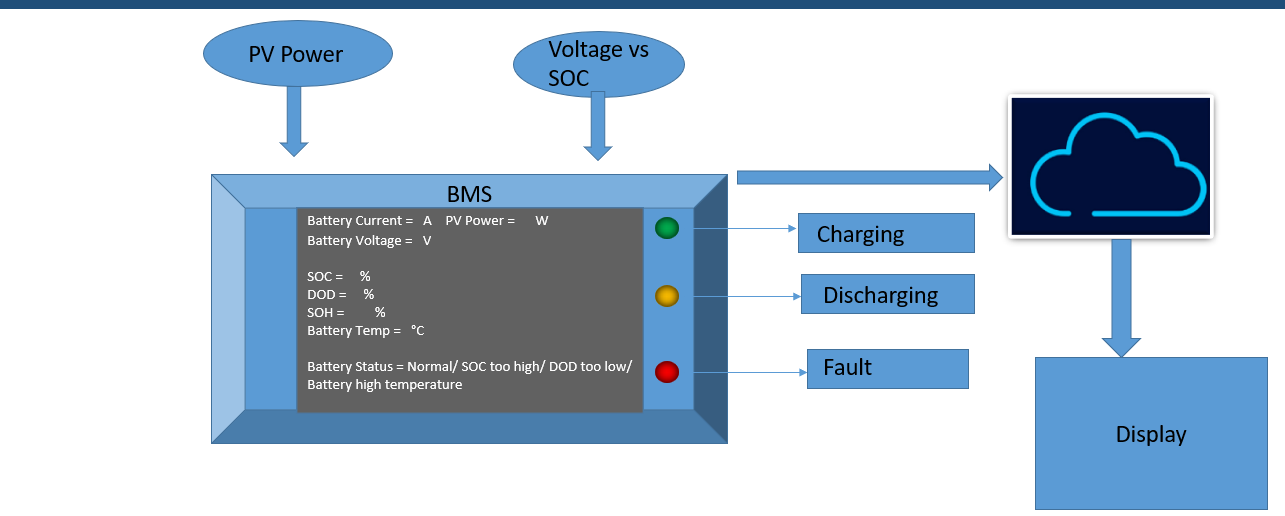 PV Power
Voltage vs
SOC
BMS
Battery Current = A PV Power = W
Battery Voltage = V
SOC = %
DOD = %
SOH = %
Battery Temp = °C
Battery Status = Normal/ SOC too high/ DOD too low/
Battery high temperature
Charging
Discharging
Fault
Display